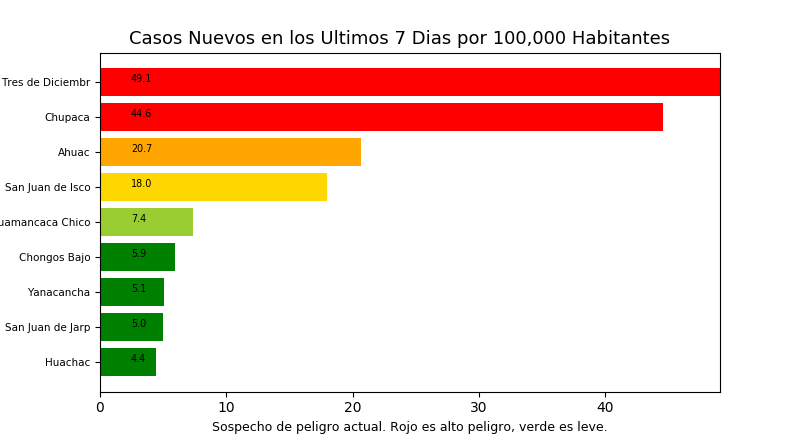 Casos Nuevos en los Ultimos 7 Dias por 100,000 Habitantes
Tres de Diciembr 49.1
Chupaca 44.6
Ahuac 20.7
San Juan de Isco 18.0
uamancaca Chico 7.4
Chongos Bajo 5.9
Yanacancha 5.1
San Juan de Jarp 5.0
Huachac 4.4
0 10 20 30 40
Sospecho de peligro actual. Rojo es alto peligro, verde es leve.